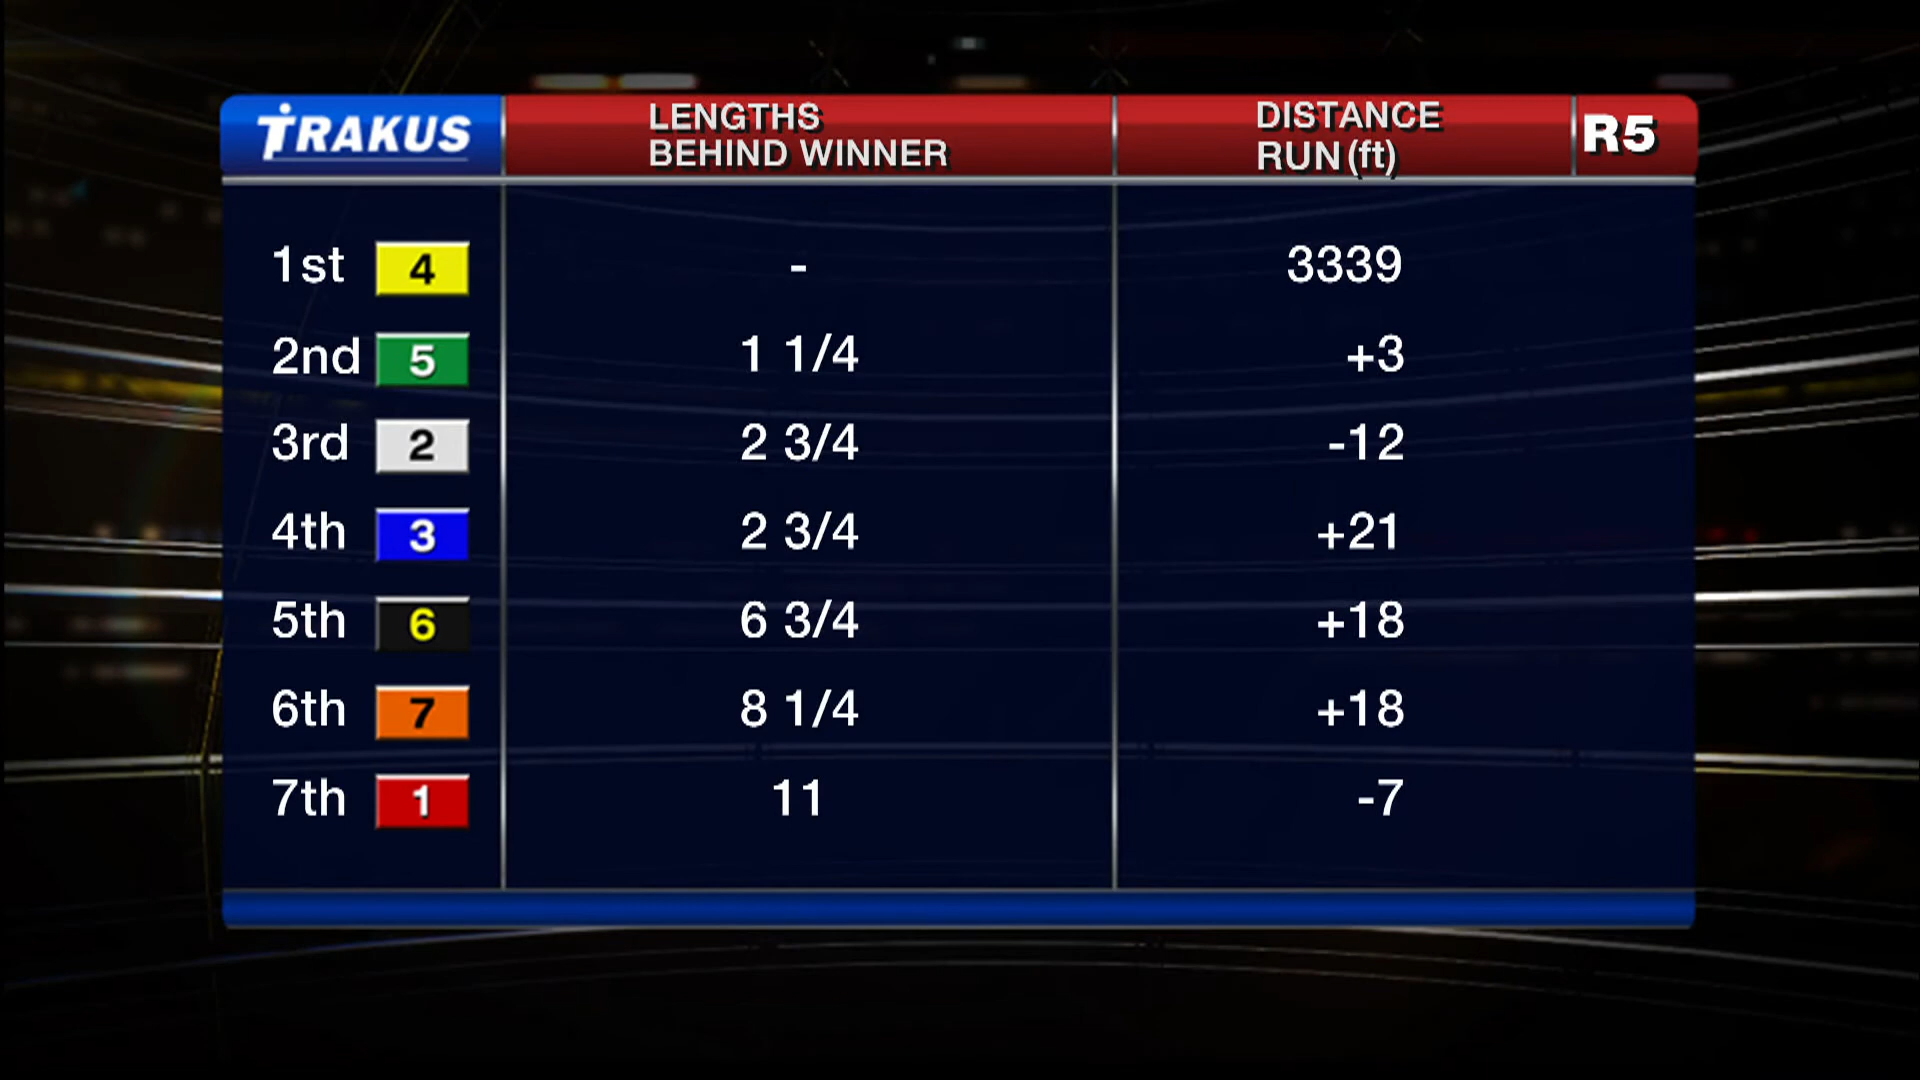 TRAKUS
LENGTHS
BEHIND WINNER
DISTANCE
RUN (ft)
R5
1st 4 - 3339
2nd 5 1 1/4 +3
3rd 2 2 3/4 -12
4th 3 2 3/4 +21
5th 6 6 3/4 +18
6th 7 8 1/4 +18
7th 1 11 -7